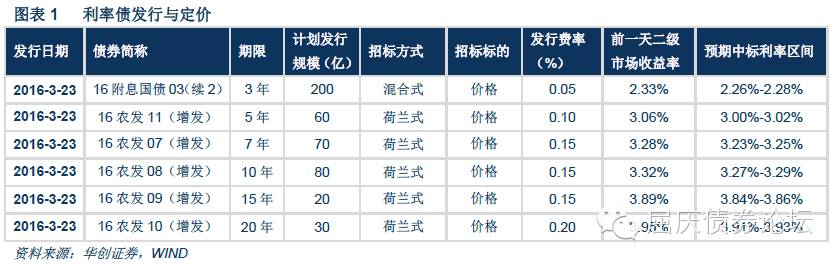 图表 1 利率债发行与定价
发行日期 债券简称 期限 计划发行规模（亿） 招标方式 招标标的 发行费率（%） 前一天二级市场收益率 预期中标利率区间
2016-3-23 16 附息国债 03(续 2) 3 年 200 混合式 价格 0.05 2.33% 2.26%-2.28%
2016-3-23 16 农发 11（增发） 5 年 60 荷兰式 价格 0.10 3.06% 3.00%-3.02%
2016-3-23 16 农发 07（增发） 7 年 70 荷兰式 价格 0.15 3.28% 3.23%-3.25%
2016-3-23 16 农发 08（增发） 10 年 80 荷兰式 价格 0.15 3.32% 3.27%-3.29%
2016-3-23 16 农发 09（增发） 15 年 20 荷兰式 价格 0.15 3.89% 3.84%-3.86%
2016-3-23 16 农发 10（增发） 20 年 30 荷兰式 价格 0.20
屈庆债券论坛
资料来源：华创证券，WIND